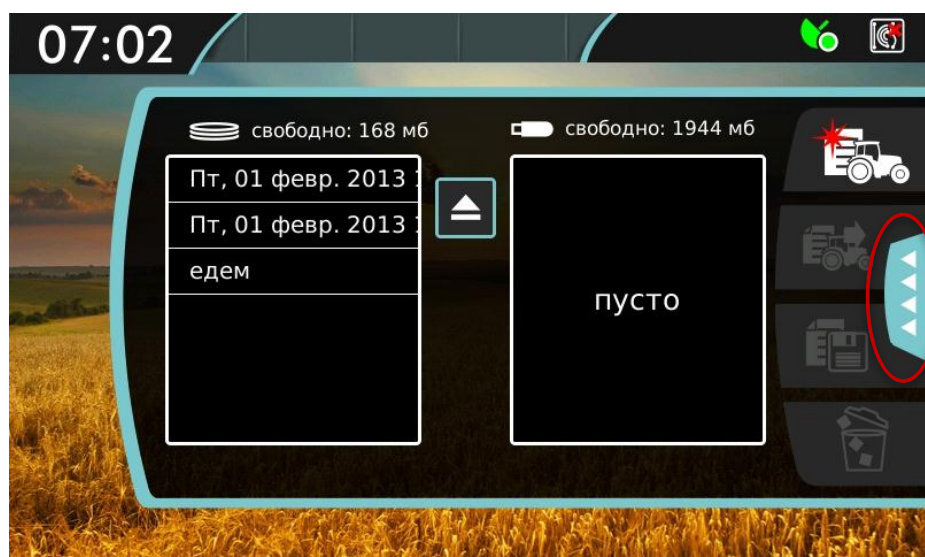 07:02
свободно: 168 мб
свободно: 1944 мб
Пт, 01 февр. 2013
Пт, 01 февр. 2013
едем
пусто